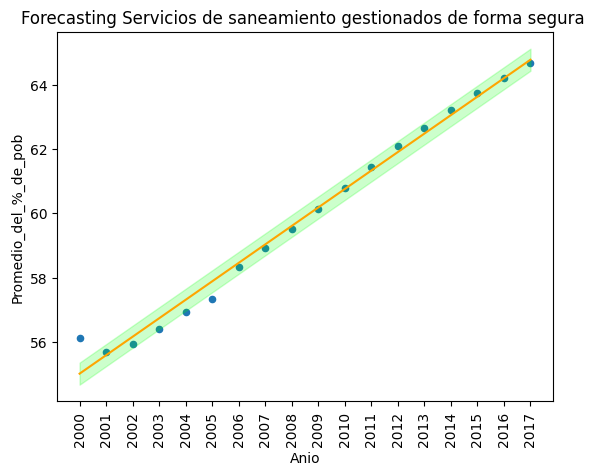 Forecasting Servicios de saneamiento gestionados de forma segura
Promedio_del_%_de_pob
64
62
60
58
56
2000 2001 2002 2003 2004 2005 2006 2007 2008 2009 2010 2011 2012 2013 2014 2015 2016 2017
Anio